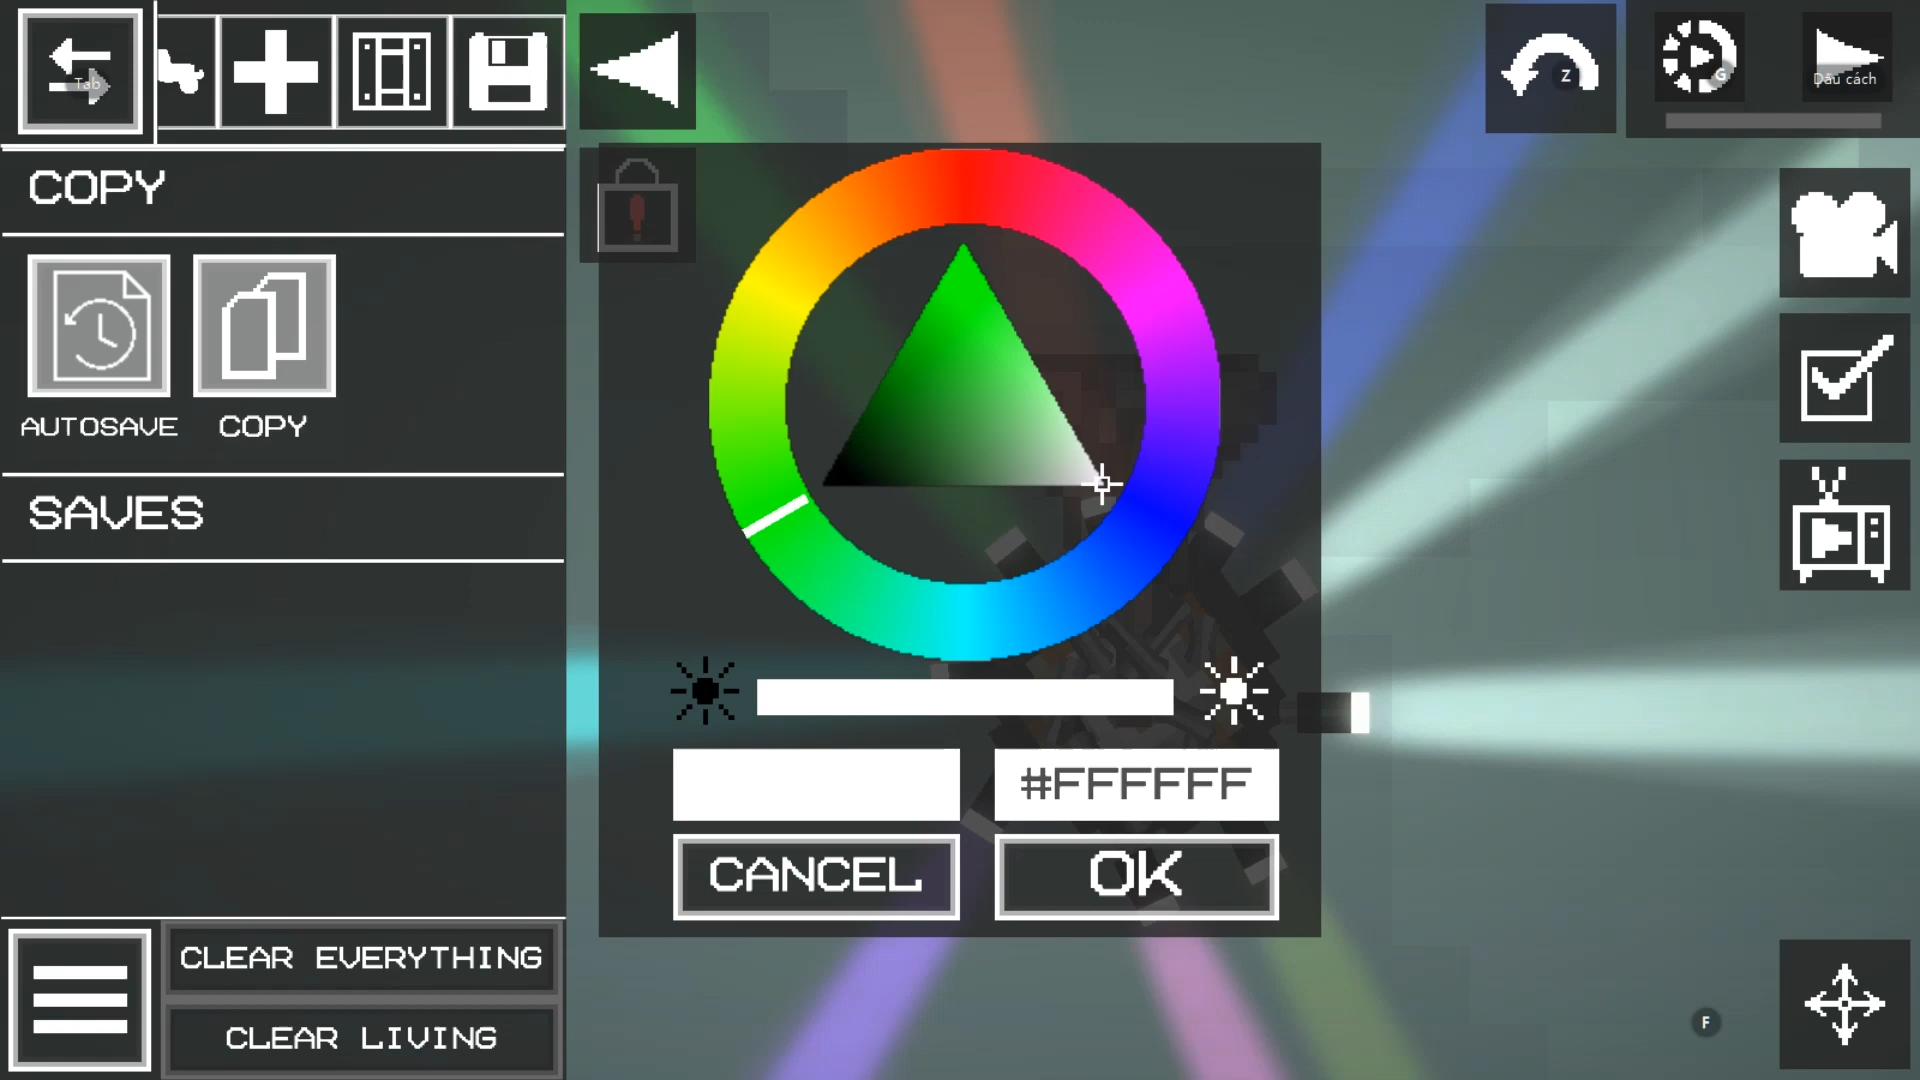 Tab
Z
G
Dấu cách
COPY
AUTOSAVE
COPY
SAVES
#FFFFFF
CANCEL
OK
CLEAR EVERYTHING
CLEAR LIVING
F